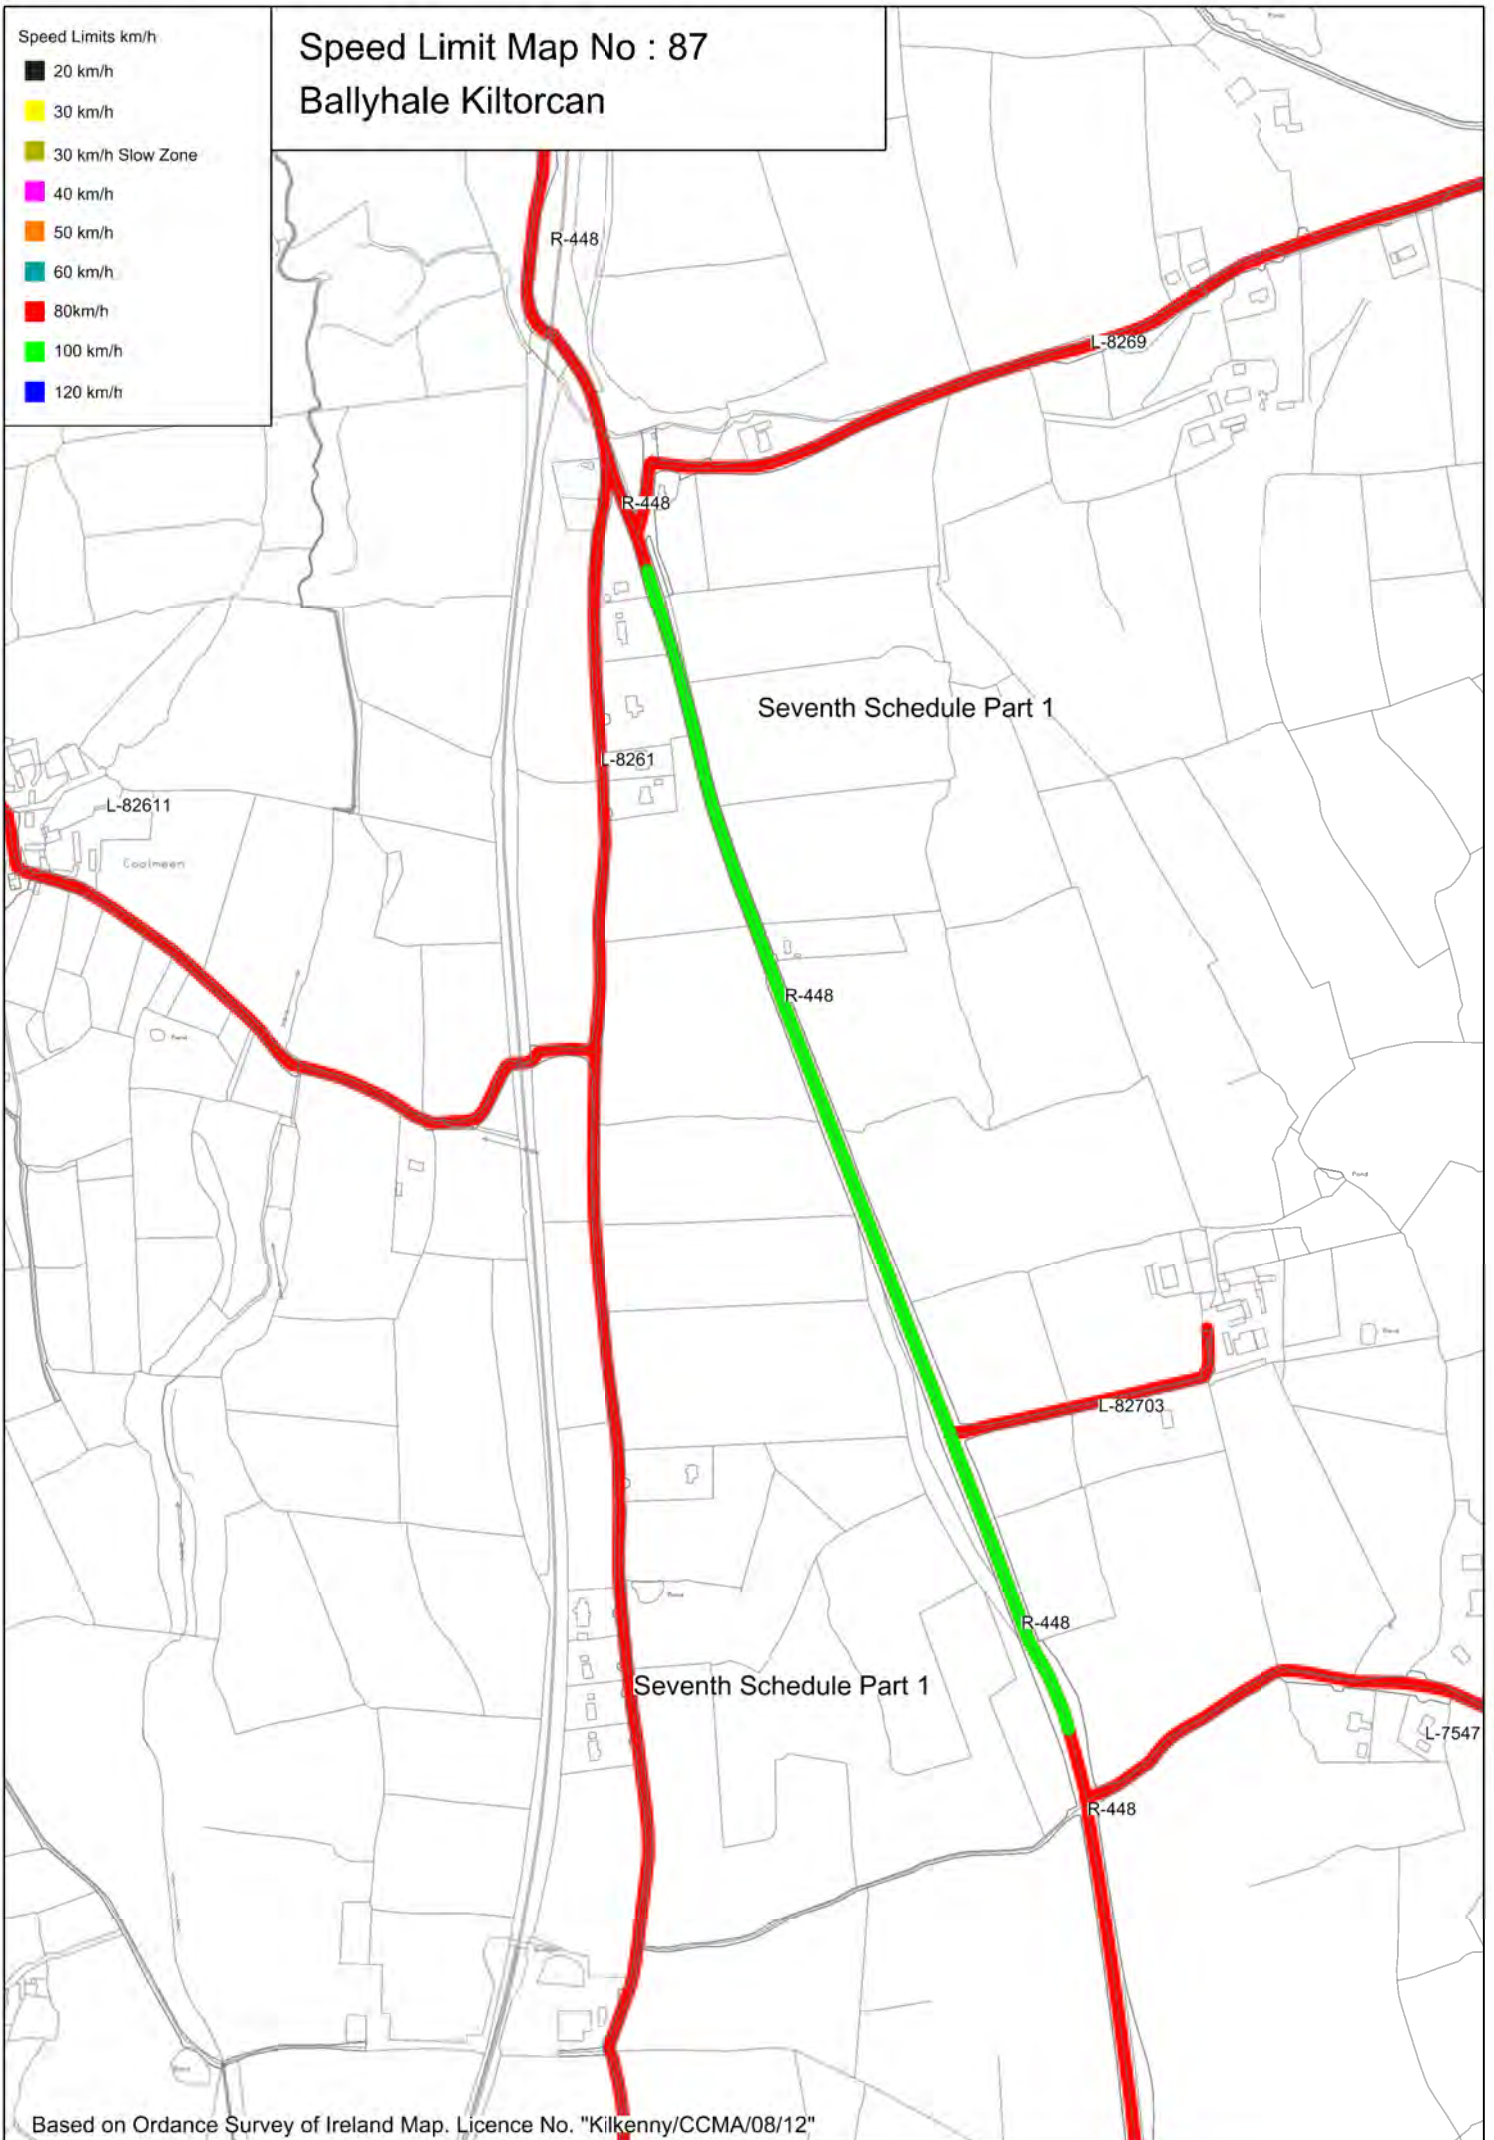 Speed Limits km/h
20 km/h
30 km/h
30 km/h Slow Zone
40 km/h
50 km/h
60 km/h
80km/h
100 km/h
120 km/h
Speed Limit Map No : 87
Ballyhale Kiltorcan
R-448
L-8269
R-448
Seventh Schedule Part 1
L-8261
L-82611
Coolmeen
R-448
Pond
Pond
L-82703
R-448
Seventh Schedule Part 1
L-7547
R-448
Based on Ordance Survey of Ireland Map. Licence No. "Kilkenny/CCMA/08/12"